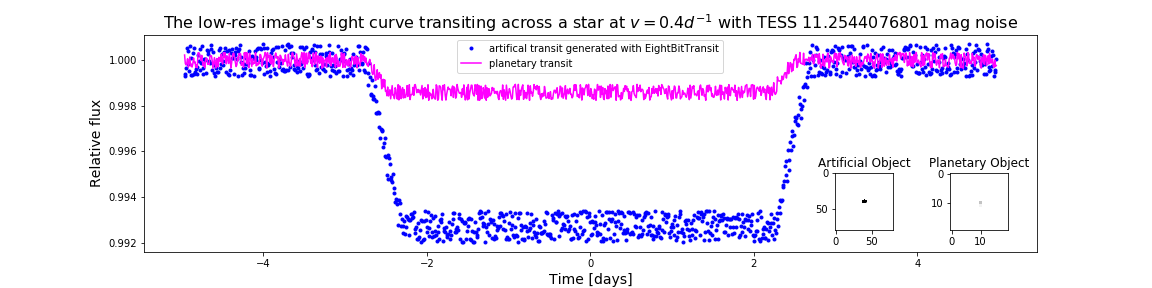 The low-res image's light curve transiting across a star at v = 0.4d⁻¹ with TESS 11.2544076801 mag noise
artifical transit generated with EightBitTransit
planetary transit
Relative flux
1.000
0.998
0.996
0.994
0.992
Artificial Object
0
50
0 50
Planetary Object
0
10
0 10
−4 −2 0 2 4
Time [days]